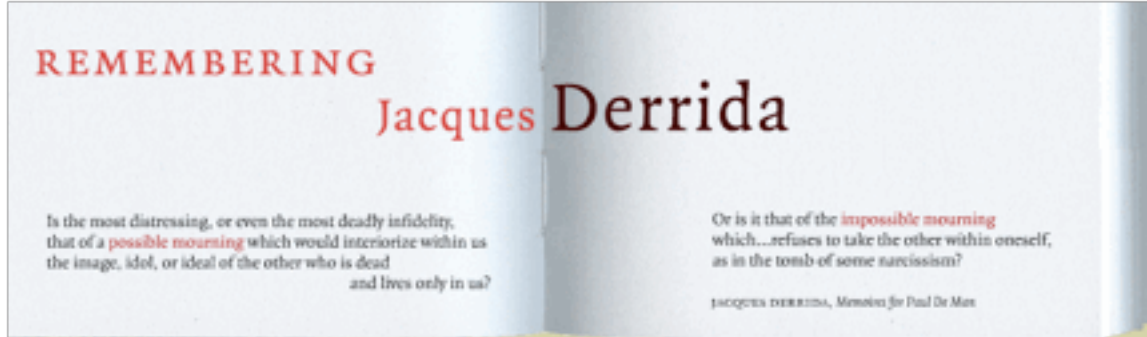 REMEMBERING
Jacques Derrida
Is the most distressing, or even the most deadly infidelity,
that of a possible mourning which would interiorize within us
the image, idol, or ideal of the other who is dead
and lives only in us?
Or is it that of the impossible mourning
which...refuses to take the other within oneself,
as in the tomb of some narcissism?
JACQUES DERRIDA, Memoires for Paul De Man